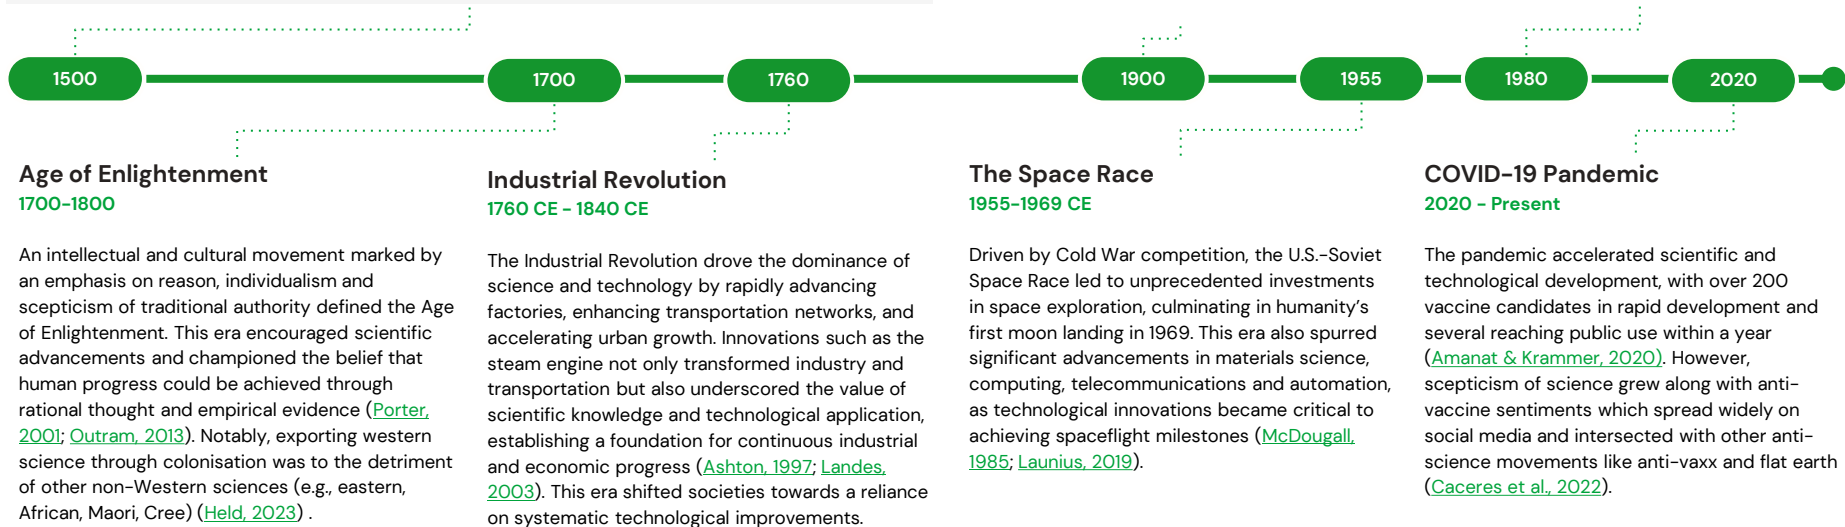 1500
1700
1760
1900
1955
1980
2020
Age of Enlightenment
1700-1800
An intellectual and cultural movement marked by
an emphasis on reason, individualism and
scepticism of traditional authority defined the Age
of Enlightenment. This era encouraged scientific
advancements and championed the belief that
human progress could be achieved through
rational thought and empirical evidence (Porter,
2001; Outram, 2013). Notably, exporting western
science through colonisation was to the detriment
of other non-Western sciences (e.g., eastern,
African, Maori, Cree) (Held, 2023) .
Industrial Revolution
1760 CE - 1840 CE
The Industrial Revolution drove the dominance of
science and technology by rapidly advancing
factories, enhancing transportation networks, and
accelerating urban growth. Innovations such as the
steam engine not only transformed industry and
transportation but also underscored the value of
scientific knowledge and technological application,
establishing a foundation for continuous industrial
and economic progress (Ashton, 1997; Landes,
2003). This era shifted societies towards a reliance
on systematic technological improvements.
The Space Race
1955-1969 CE
Driven by Cold War competition, the U.S.-Soviet
Space Race led to unprecedented investments
in space exploration, culminating in humanity's
first moon landing in 1969. This era also spurred
significant advancements in materials science,
computing, telecommunications and automation,
as technological innovations became critical to
achieving spaceflight milestones (McDougall,
1985; Launius, 2019).
COVID-19 Pandemic
2020 - Present
The pandemic accelerated scientific and
technological development, with over 200
vaccine candidates in rapid development and
several reaching public use within a year
(Amanat & Krammer, 2020). However,
scepticism of science grew along with anti-
vaccine sentiments which spread widely on
social media and intersected with other anti-
science movements like anti-vaxx and flat earth
(Caceres et al., 2022).